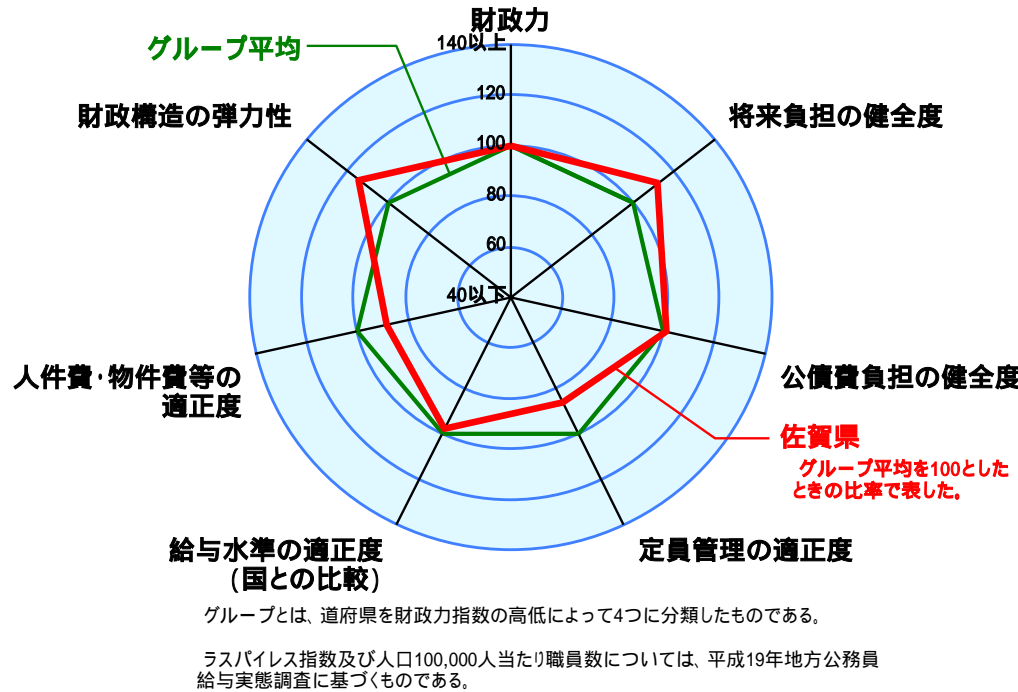 財政力
140以上
グループ平均
120
財政構造の弾力性
将来負担の健全度
100
80
60
40以下
人件費・物件費等の
適正度
公債費負担の健全度
佐賀県
グループ平均を100とした
ときの比率で表した。
給与水準の適正度
(国との比較)
定員管理の適正度
グループとは、道府県を財政力指数の高低によって4つに分類したものである。
ラスパイレス指数及び人口100,000人当たり職員数については、平成19年地方公務員
給与実態調査に基づくものである。